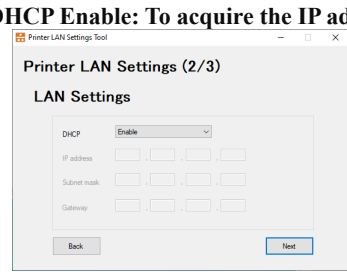 DHCP Enable: To acquire the IP ad
Printer LAN Settings Tool
Printer LAN Settings (2/3)
LAN Settings
DHCP Enable
IP address . . .
Subnet mask . . .
Gateway . . .
Back Next